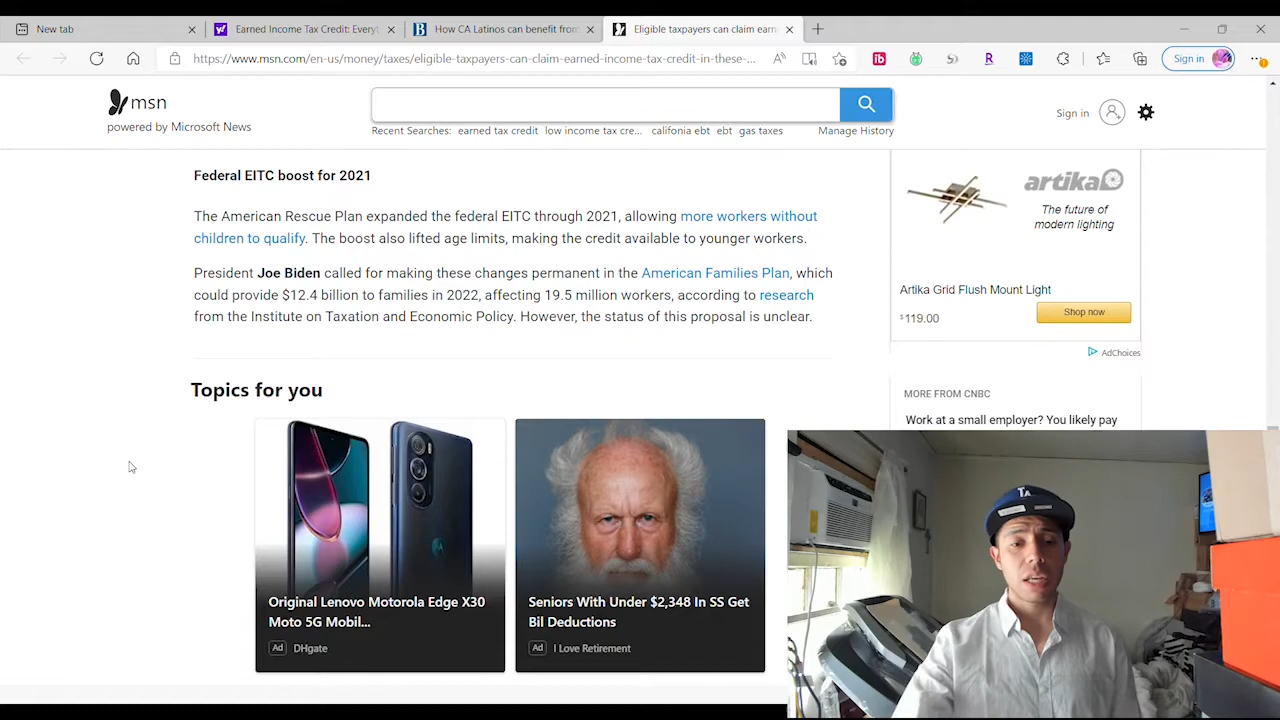 New tab
Earned Income Tax Credit: Everyt
How CA Latinos can benefit from
Eligible taxpayers can claim earn
https://www.msn.com/en-us/money/taxes/eligible-taxpayers-can-claim-earned-income-tax-credit-in-these-...
Sign in
msn
powered by Microsoft News
Recent Searches: earned tax credit low income tax cre... califonia ebt ebt gas taxes Manage History
Sign in
Federal EITC boost for 2021
The American Rescue Plan expanded the federal EITC through 2021, allowing more workers without
children to qualify. The boost also lifted age limits, making the credit available to younger workers.
President Joe Biden called for making these changes permanent in the American Families Plan, which
could provide $12.4 billion to families in 2022, affecting 19.5 million workers, according to research
from the Institute on Taxation and Economic Policy. However, the status of this proposal is unclear.
artika
The future of
modern lighting
Artika Grid Flush Mount Light
$119.00
Shop now
AdChoices
MORE FROM CNBC
Work at a small employer? You likely pay
Topics for you
Original Lenovo Motorola Edge X30
Moto 5G Mobil...
Ad DHgate
Seniors With Under $2,348 In SS Get
Bil Deductions
Ad I Love Retirement